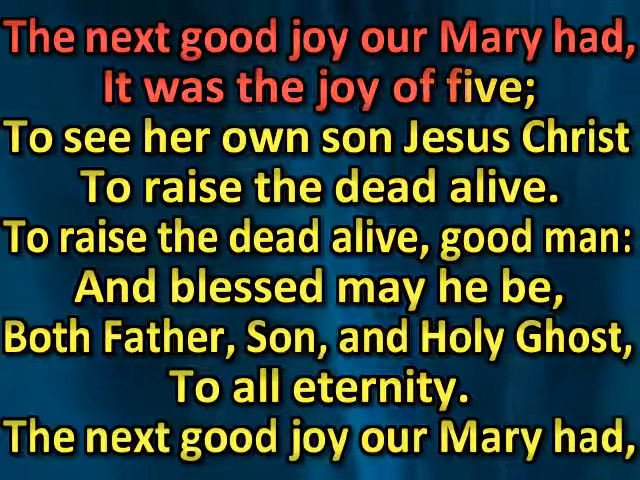 The next good joy our Mary had,
It was the joy of five;
To see her own son Jesus Christ
To raise the dead alive.
To raise the dead alive, good man:
And blessed may he be,
Both Father, Son, and Holy Ghost,
To all eternity.
The next good joy our Mary had,